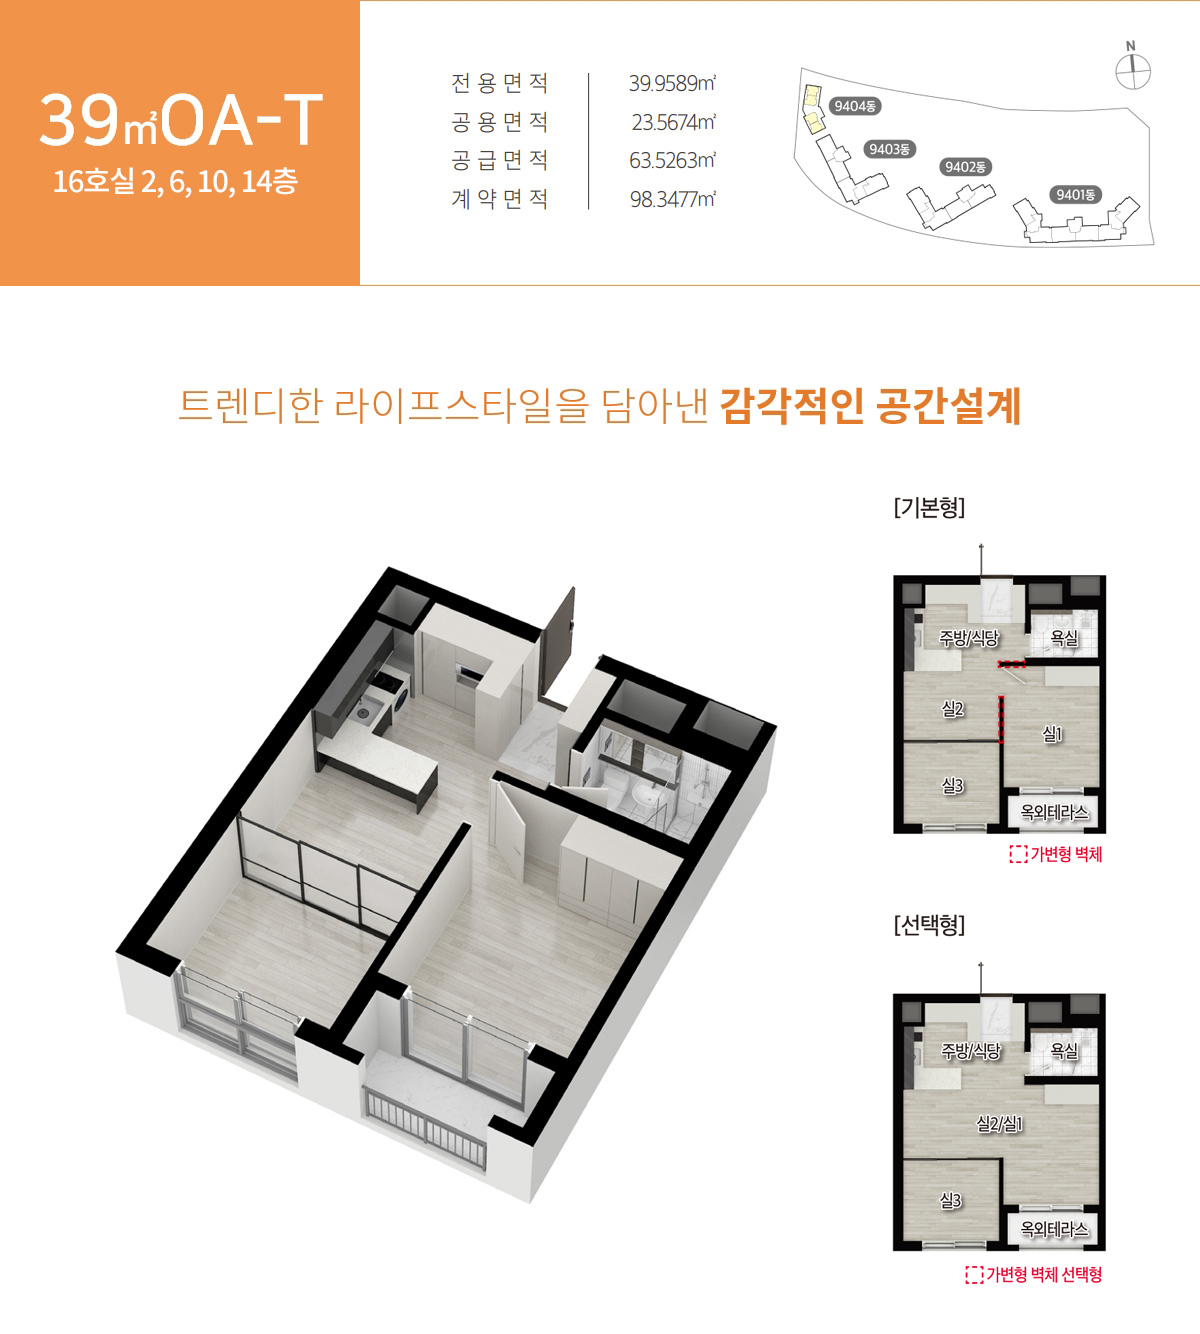 39㎡OA-T
16호실 2, 6, 10, 14층
전용면적 39.9589㎡
공용면적 23.5674㎡
공급면적 63.5263㎡
계약면적 98.3477㎡
N
9404동
9403동
9402동
9401동
트렌디한 라이프스타일을 담아낸 감각적인 공간설계
[기본형]
주방/식당
욕실
실2
실1
실3
옥외테라스
가변형 벽체
[선택형]
주방/식당
욕실
실2/실1
실3
옥외테라스
가변형 벽체 선택형